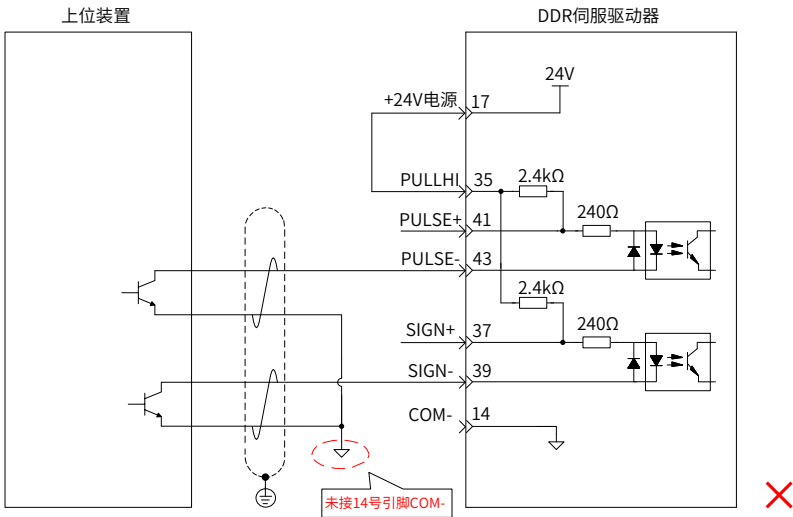 上位装置
DDR伺服驱动器
24V
+24V电源
17
PULLHI
35
2.4kΩ
PULSE+
41
240Ω
PULSE-
43
2.4kΩ
SIGN+
37
240Ω
SIGN-
39
COM-
14
未接14号引脚COM-